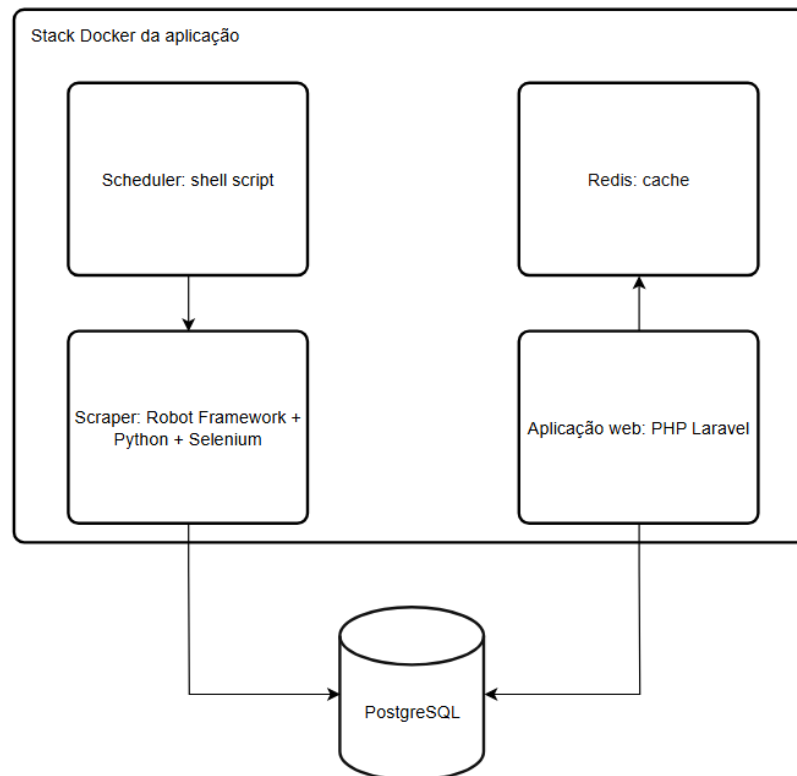 Stack Docker da aplicação
Scheduler: shell script
Redis: cache
Scraper: Robot Framework +
Python + Selenium
Aplicação web: PHP Laravel
PostgreSQL